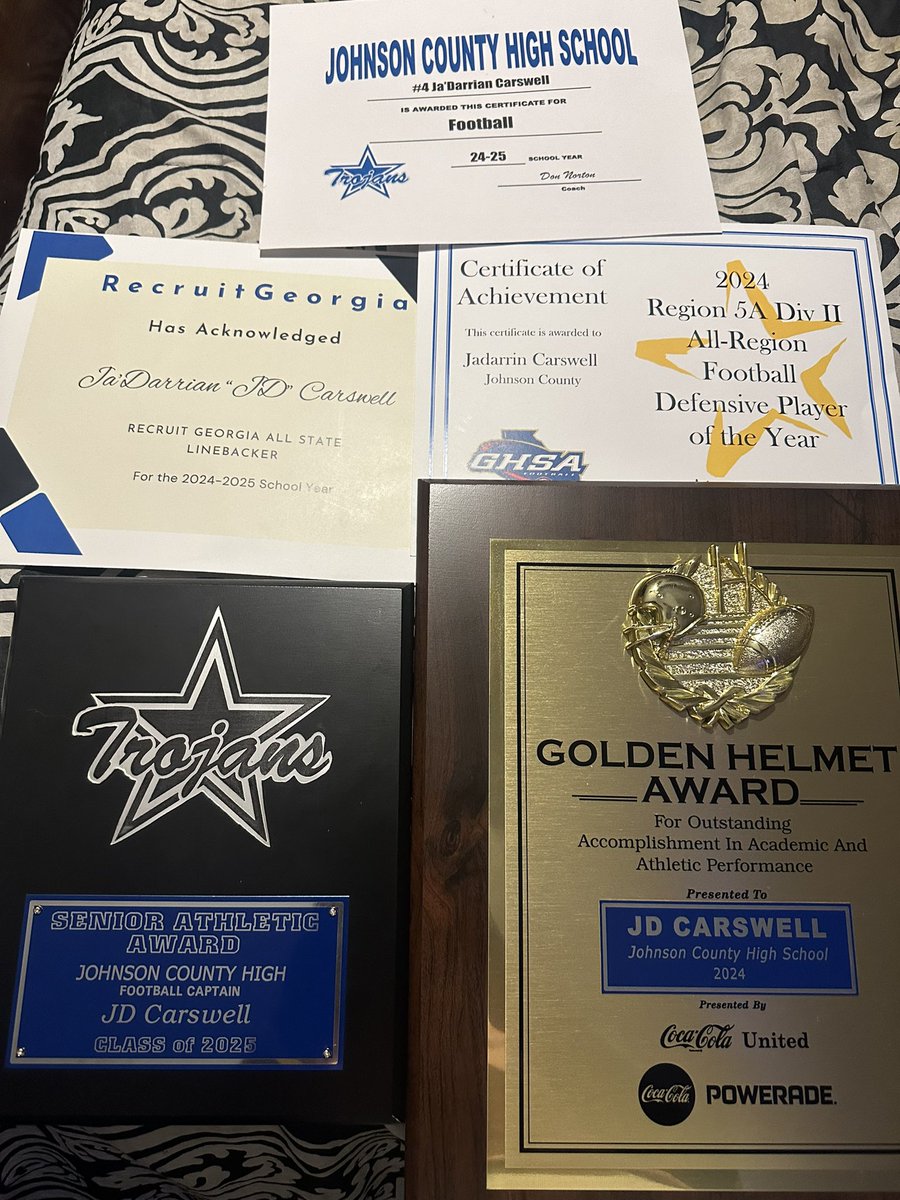 JOHNSON COUNTY HIGH SCHOOL
#4 Ja'Darrian Carswell
IS AWARDED THIS CERTIFICATE FOR
Football
24-25 SCHOOL YEAR
Trojans
Don Norton
Coach
RecruitGeorgia
Has Acknowledged
Ja'Darrian "JD" Carswell
RECRUIT GEORGIA ALL STATE
LINEBACKER
For the 2024-2025 School Year
Certificate of
Achievement
This certificate is awarded to
Jadarrin Carswell
Johnson County
GHSA
FOOTBALL
2024
Region 5A Div II
All-Region
Football
Defensive Player
of the Year
Trojans
SENIOR ATHLETIC
AWARD
JOHNSON COUNTY HIGH
FOOTBALL CAPTAIN
JD Carswell
CLASS of 2025
GOLDEN HELMET
AWARD
For Outstanding
Accomplishment In Academic And
Athletic Performance
Presented To
JD CARSWELL
Johnson County High School
2024
Presented By
Coca-Cola United
Coca-Cola POWERADE.